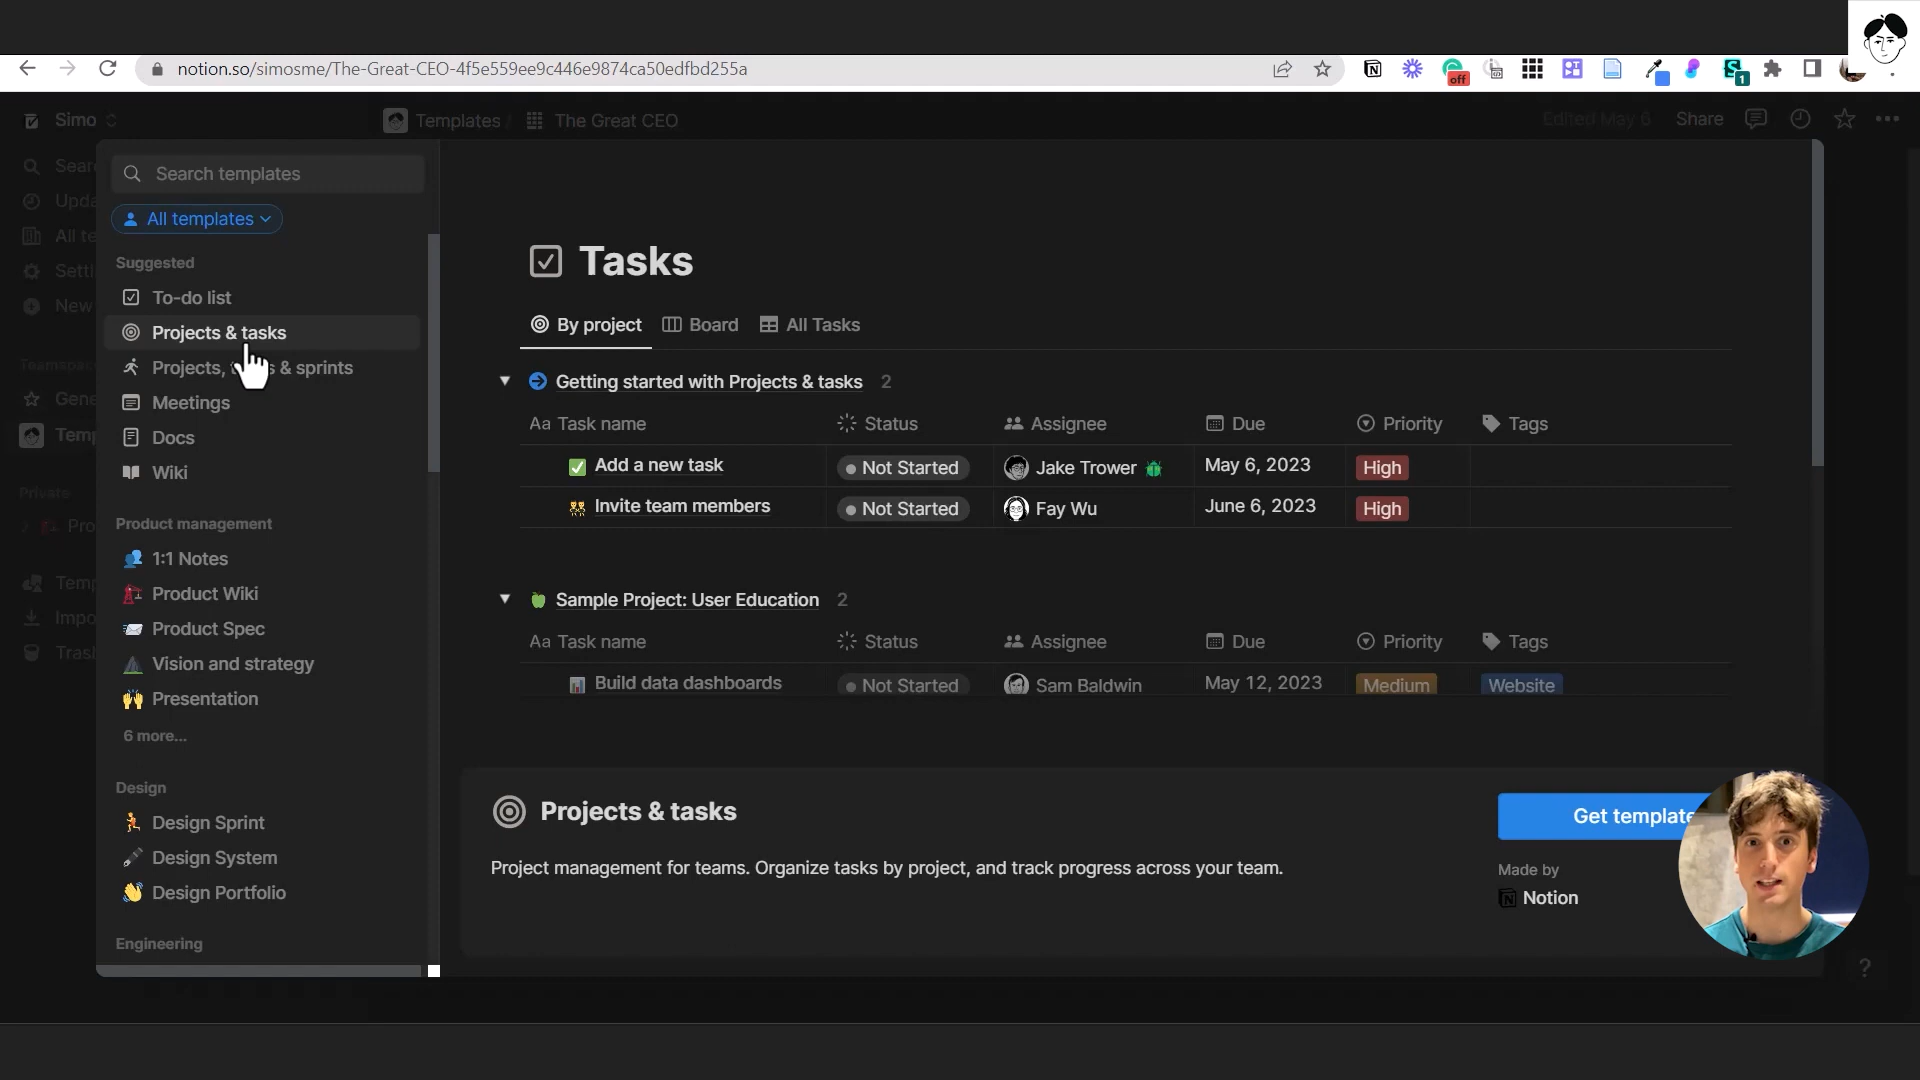 notion.so/simosme/The-Great-CEO-4f5e559ee9c446e9874ca50edfbd255a
off
1
Simo
Templates / The Great CEO
Edited May 6
Share
Search templates
All templates
Suggested
To-do list
Projects & tasks
Projects, & sprints
Meetings
Docs
Wiki
Product management
1:1 Notes
Product Wiki
Product Spec
Vision and strategy
Presentation
6 more...
Design
Design Sprint
Design System
Design Portfolio
Engineering
Tasks
By project
Board
All Tasks
Getting started with Projects & tasks 2
Aa Task name Status Assignee Due Priority Tags
Add a new task Not Started Jake Trower May 6, 2023 High
Invite team members Not Started Fay Wu June 6, 2023 High
Sample Project: User Education 2
Aa Task name Status Assignee Due Priority Tags
Build data dashboards Not Started Sam Baldwin May 12, 2023 Medium Website
Projects & tasks
Project management for teams. Organize tasks by project, and track progress across your team.
Get template
Made by
Notion
?